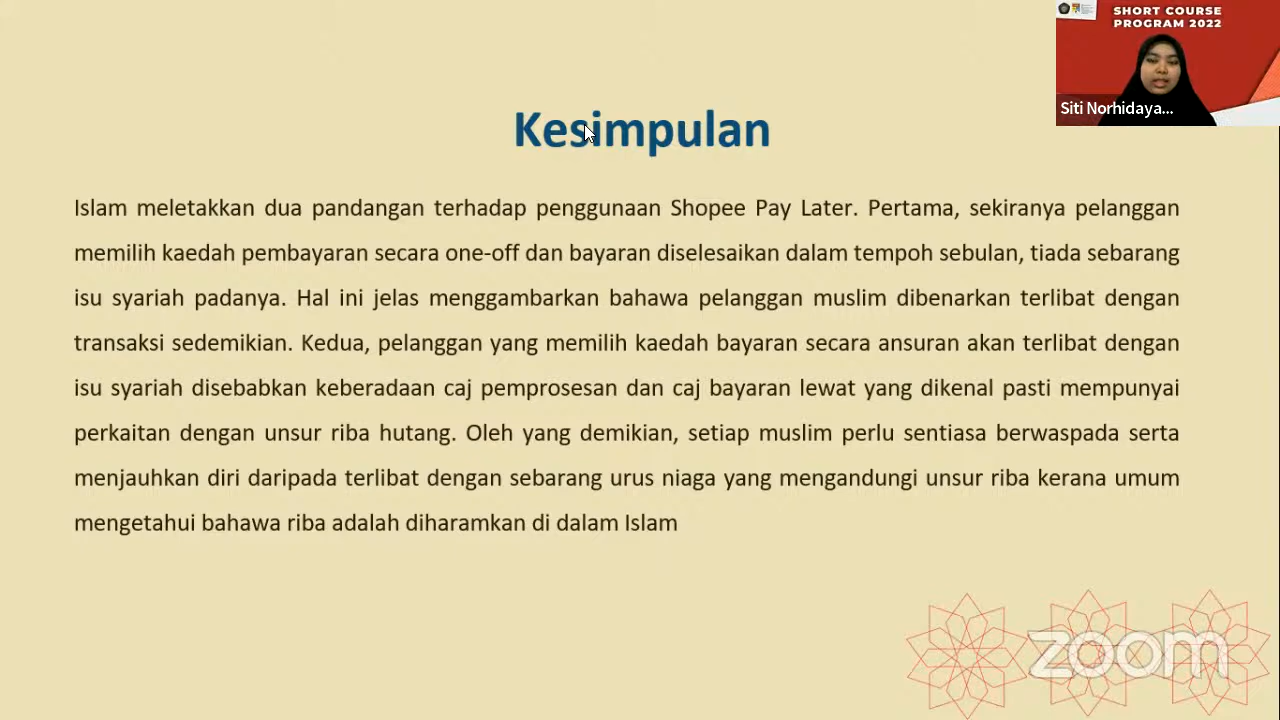 SHORT COURSE
PROGRAM 2022
Siti Norhidaya...
Kesimpulan
Islam meletakkan dua pandangan terhadap penggunaan Shopee Pay Later. Pertama, sekiranya pelanggan
memilih kaedah pembayaran secara one-off dan bayaran diselesaikan dalam tempoh sebulan, tiada sebarang
isu syariah padanya. Hal ini jelas menggambarkan bahawa pelanggan muslim dibenarkan terlibat dengan
transaksi sedemikian. Kedua, pelanggan yang memilih kaedah bayaran secara ansuran akan terlibat dengan
isu syariah disebabkan keberadaan caj pemprosesan dan caj bayaran lewat yang dikenal pasti mempunyai
perkaitan dengan unsur riba hutang. Oleh yang demikian, setiap muslim perlu sentiasa berwaspada serta
menjauhkan diri daripada terlibat dengan sebarang urus niaga yang mengandungi unsur riba kerana umum
mengetahui bahawa riba adalah diharamkan di dalam Islam
zoom